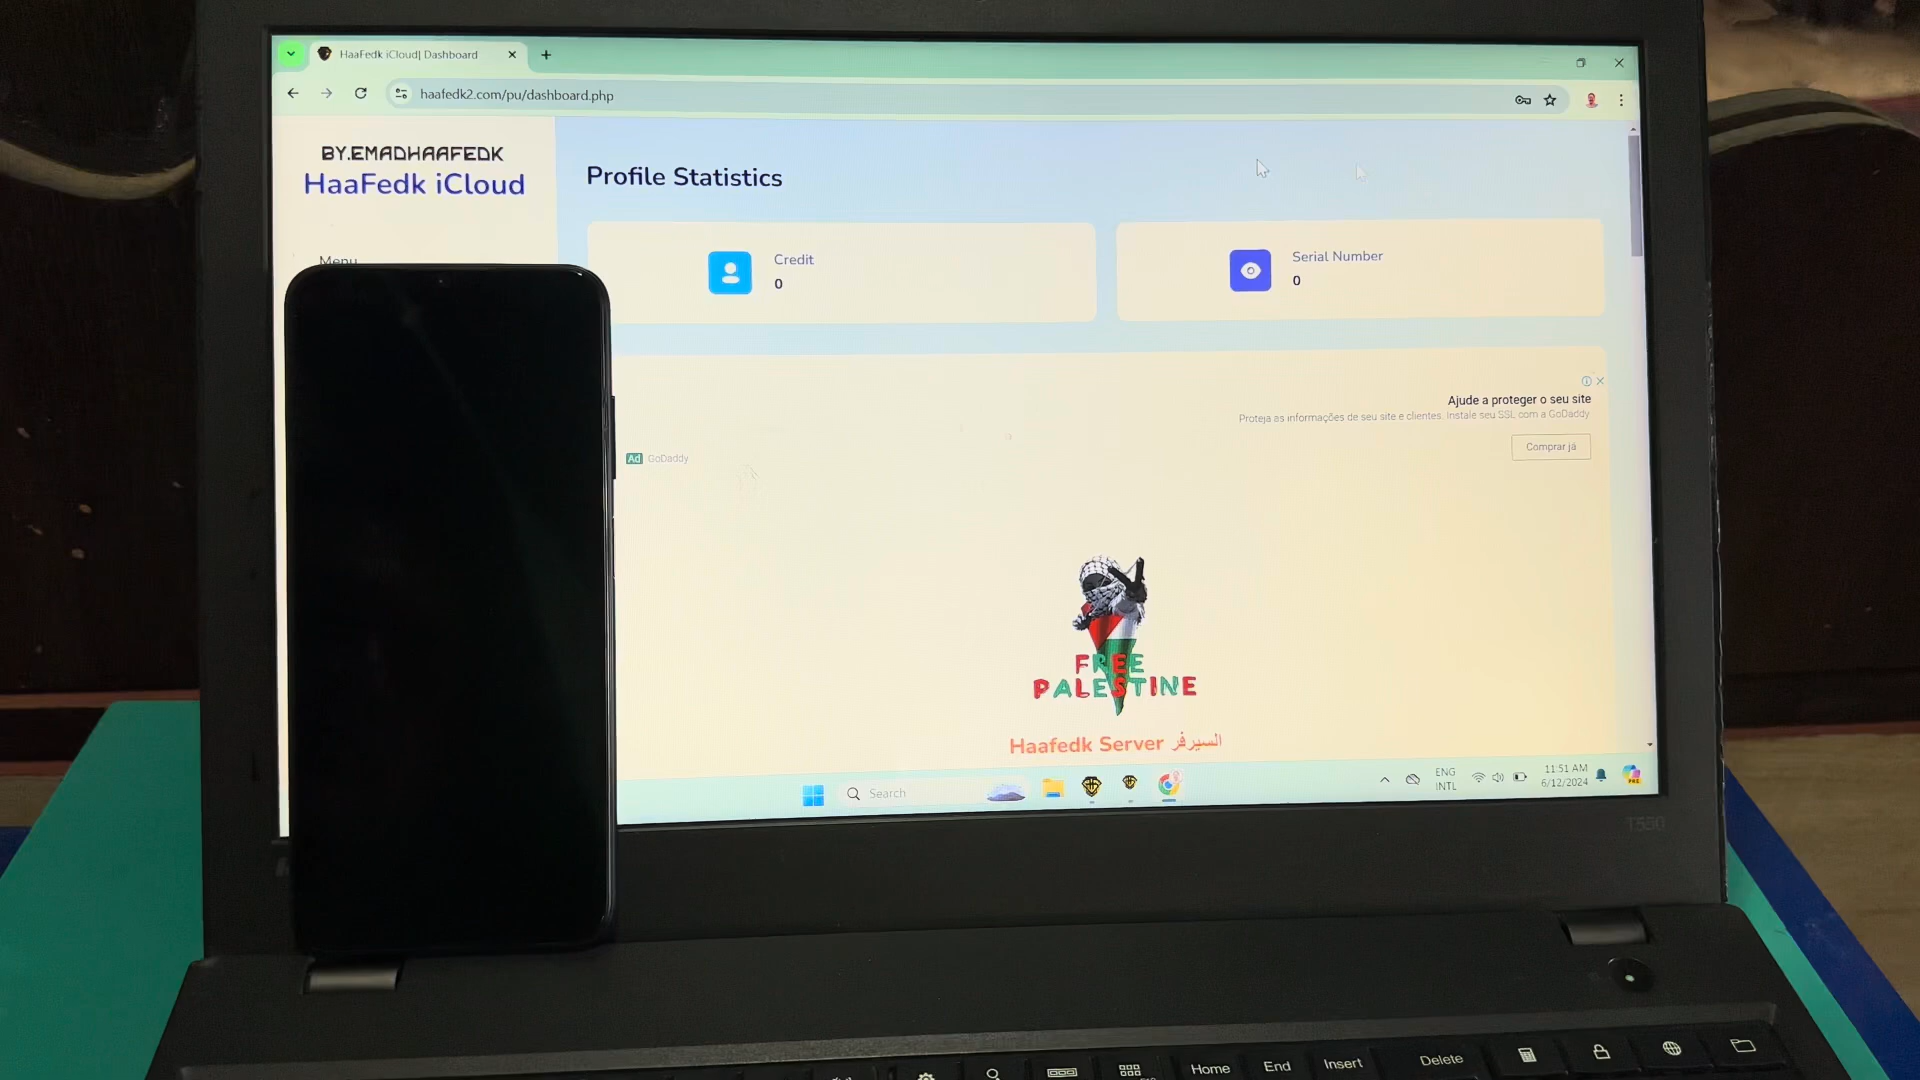 HaaFedk iCloud| Dashboard
haafedk2.com/pu/dashboard.php
BY.EMADHAAFEDK
HaaFedk iCloud
Menu
Profile Statistics
Credit
0
Serial Number
0
Ajude a proteger o seu site
Proteja as informações de seu site e clientes. Instale seu SSL com a GoDaddy
Comprar já
Ad GoDaddy
FREE
PALESTINE
Haafedk Server السيرفر
Search
ENG
INTL
11:51 AM
6/12/2024
PRE
T550
Home
End
Insert
Delete